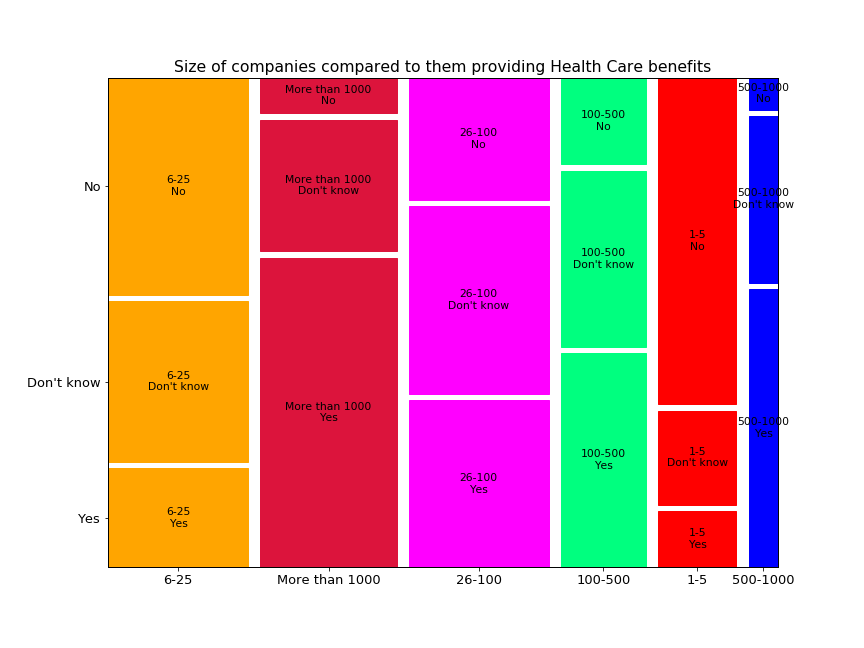 Size of companies compared to them providing Health Care benefits
No
Don't know
Yes
6-25
No
6-25
Don't know
6-25
Yes
More than 1000
No
More than 1000
Don't know
More than 1000
Yes
26-100
No
26-100
Don't know
26-100
Yes
100-500
No
100-500
Don't know
100-500
Yes
1-5
No
1-5
Don't know
1-5
Yes
500-1000
No
500-1000
Don't know
500-1000
Yes
6-25
More than 1000
26-100
100-500
1-5
500-1000